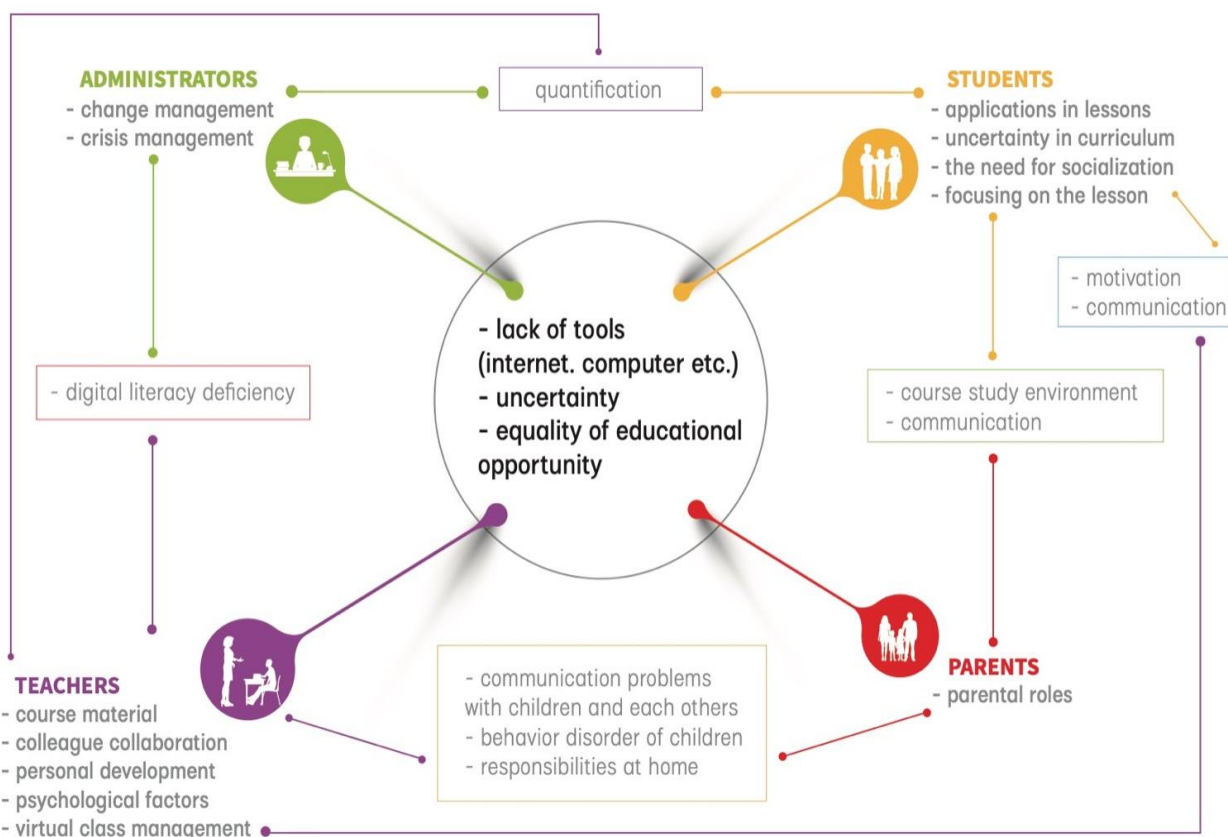 ADMINISTRATORS
- change management
- crisis management
quantification
STUDENTS
- applications in lessons
- uncertainty in curriculum
- the need for socialization
- focusing on the lesson
- motivation
- communication
- lack of tools
(internet. computer etc.)
- uncertainty
- equality of educational
opportunity
- digital literacy deficiency
- course study environment
- communication
TEACHERS
- course material
- colleague collaboration
- personal development
- psychological factors
- virtual class management
- communication problems
with children and each others
- behavior disorder of children
- responsibilities at home
PARENTS
- parental roles